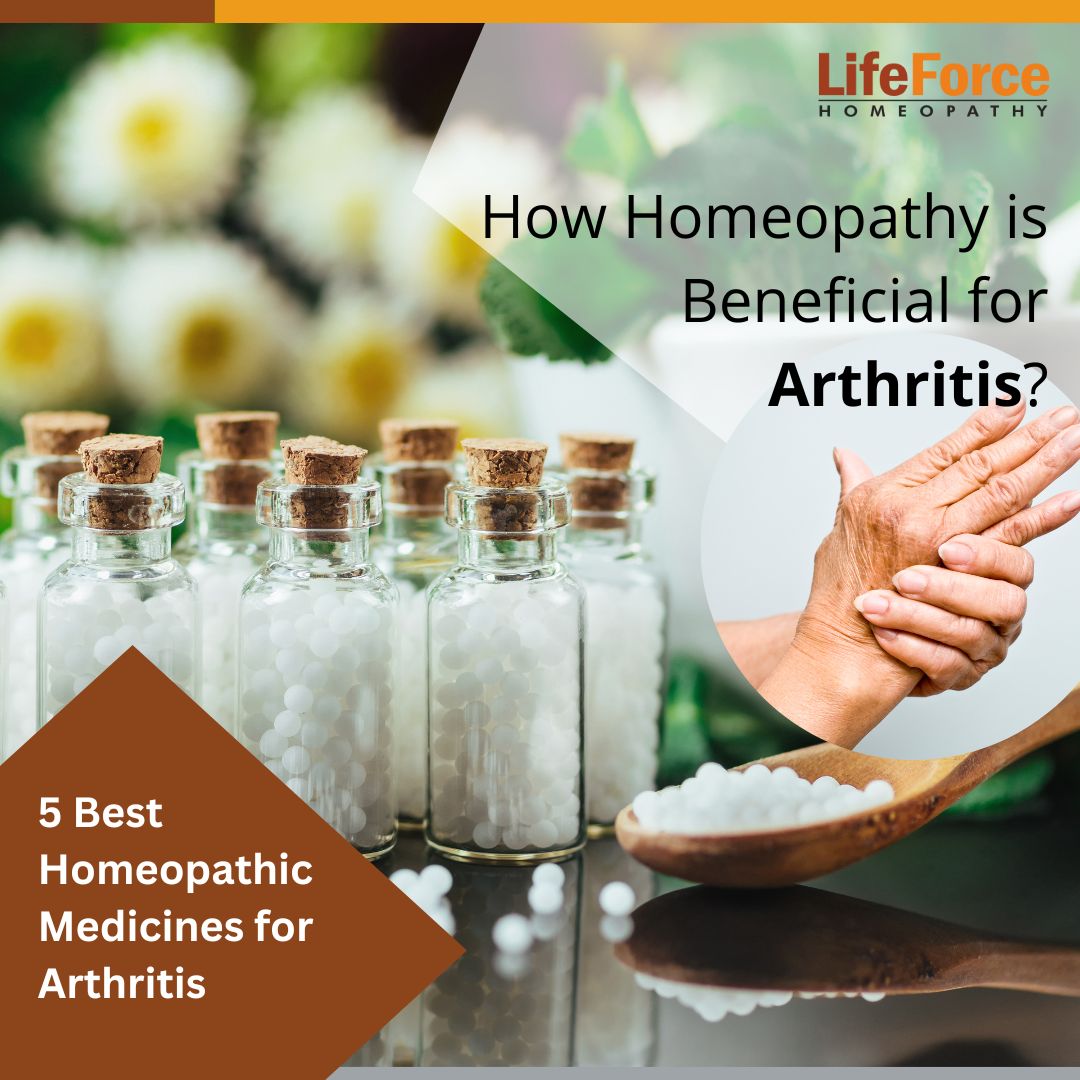 LifeForce
HOMEOPATHY
How Homeopathy is
Beneficial for
Arthritis?
5 Best
Homeopathic
Medicines for
Arthritis